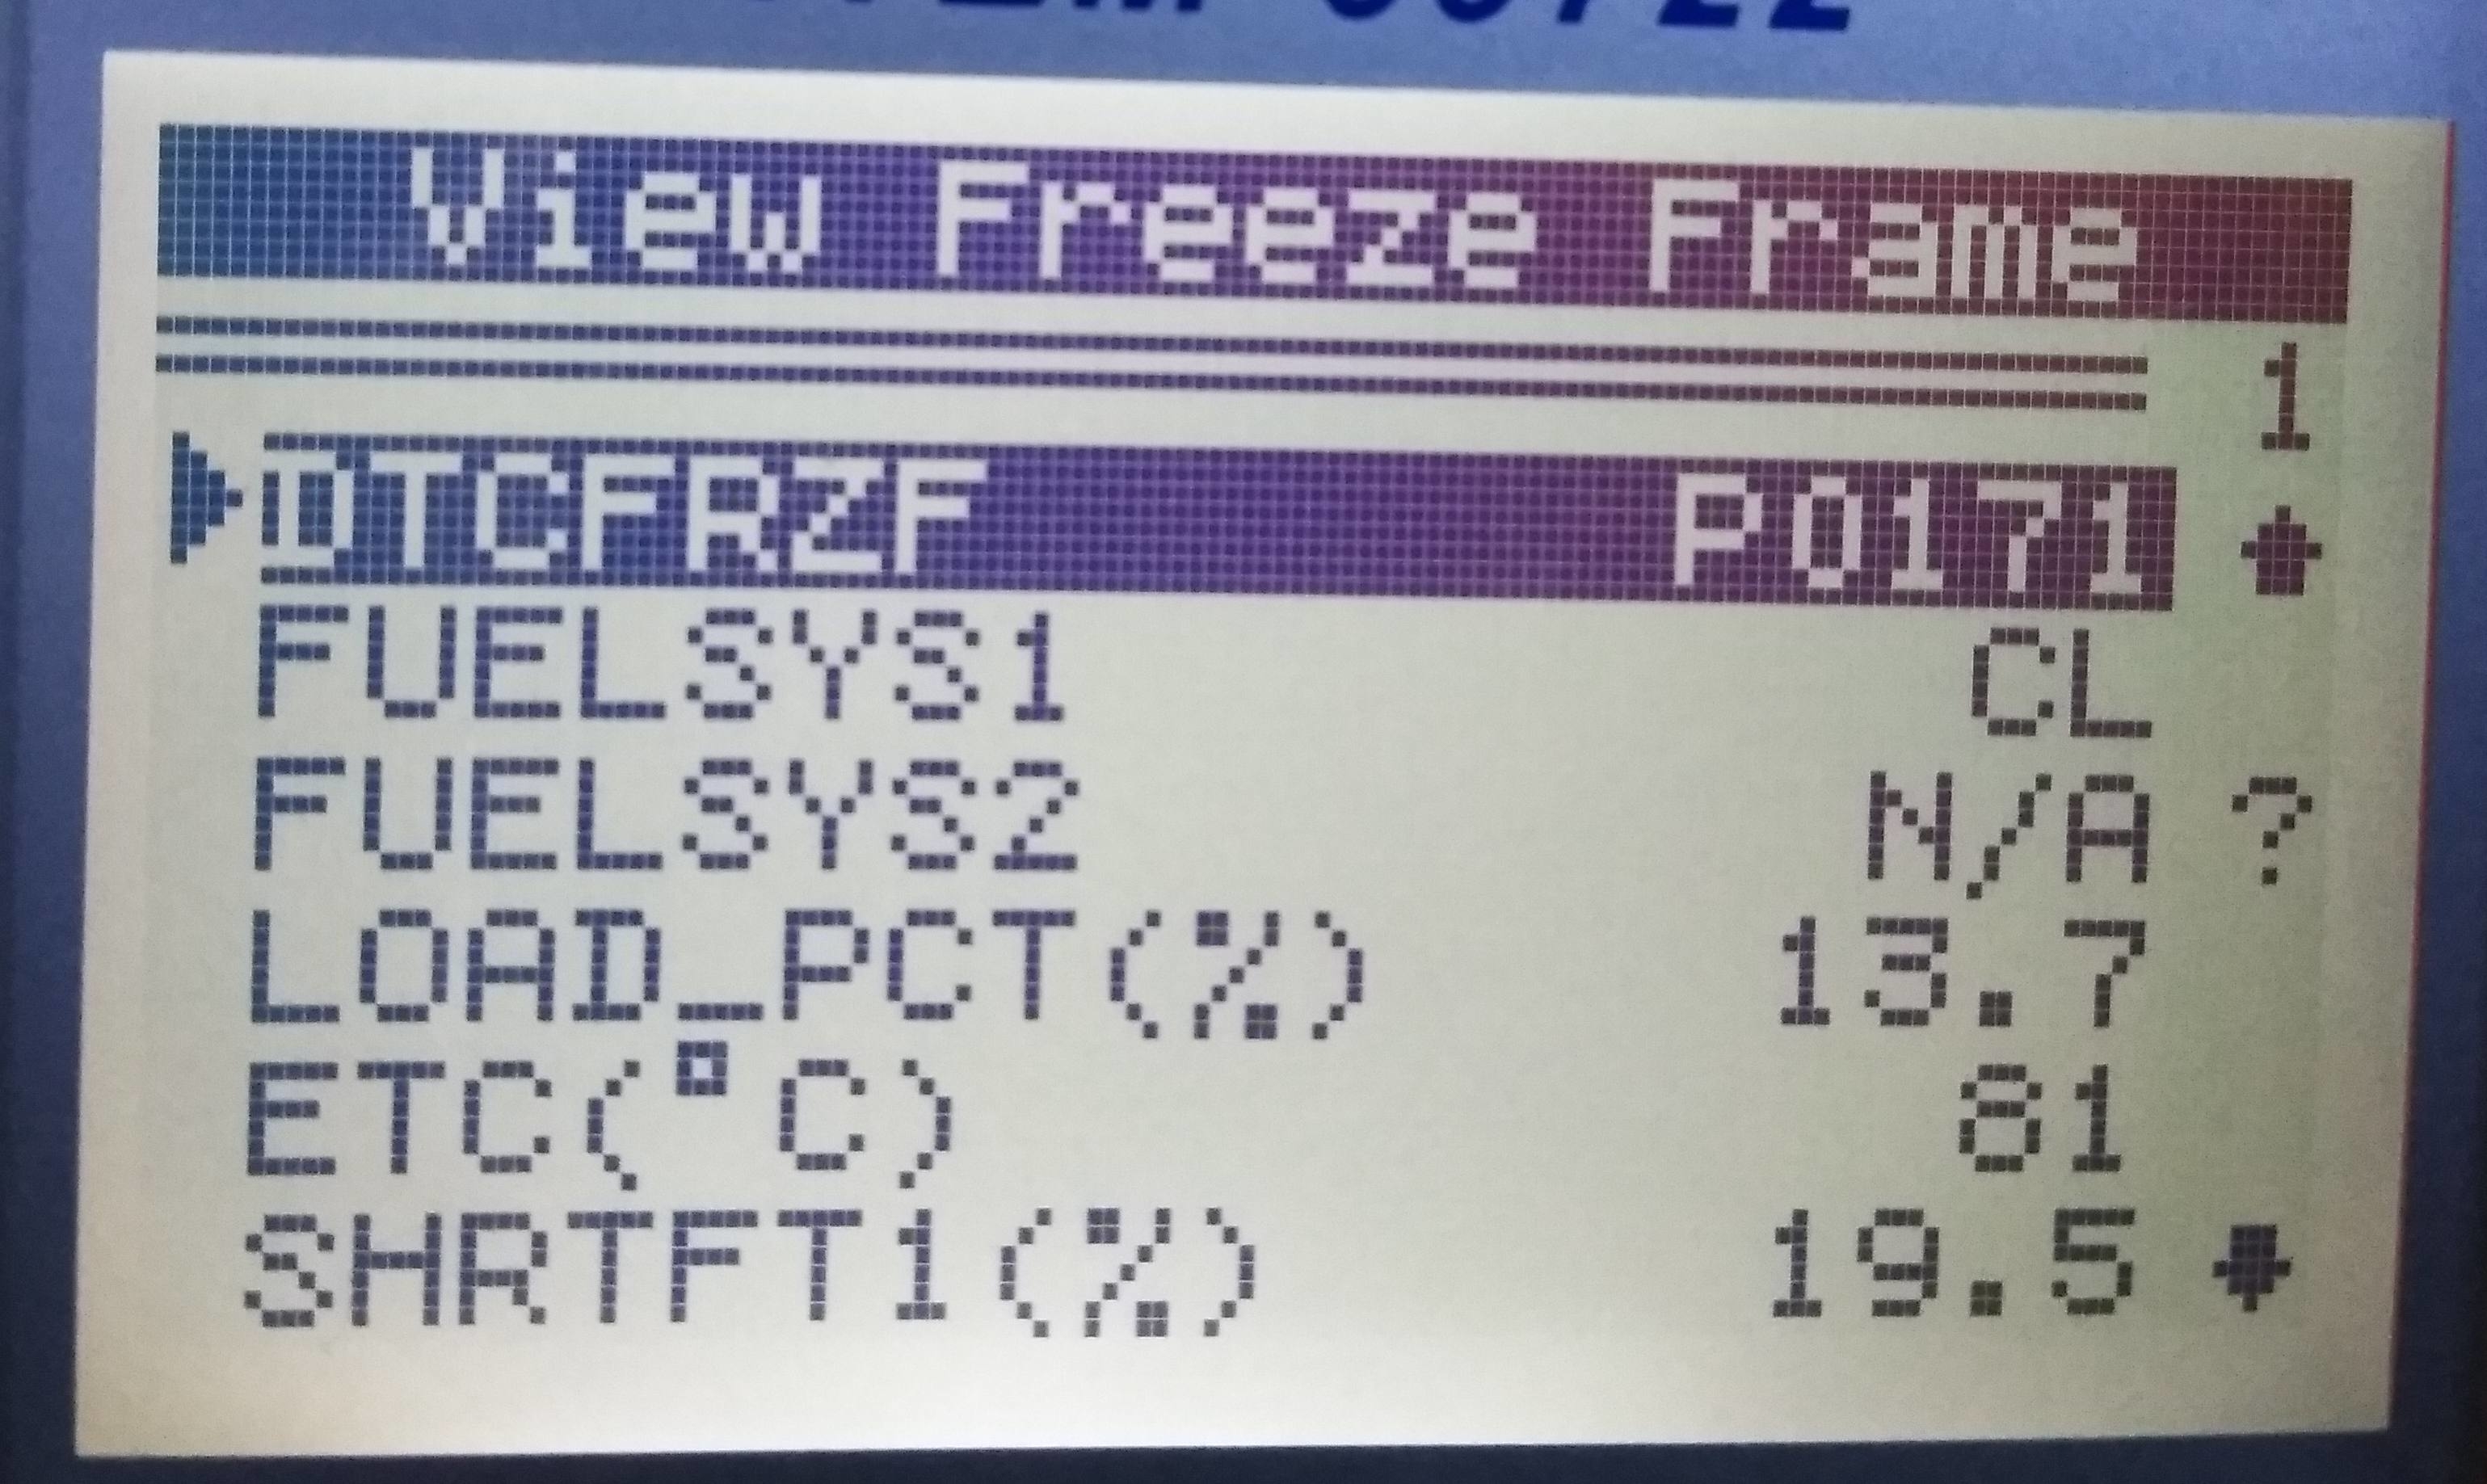 View Freeze Frame
1
DTCFRZF P0171
FUELSYS1 CL
FUELSYS2 N/A ?
LOAD_PCT(%) 13.7
ETC(°C) 81
SHRTFT1(%) 19.5